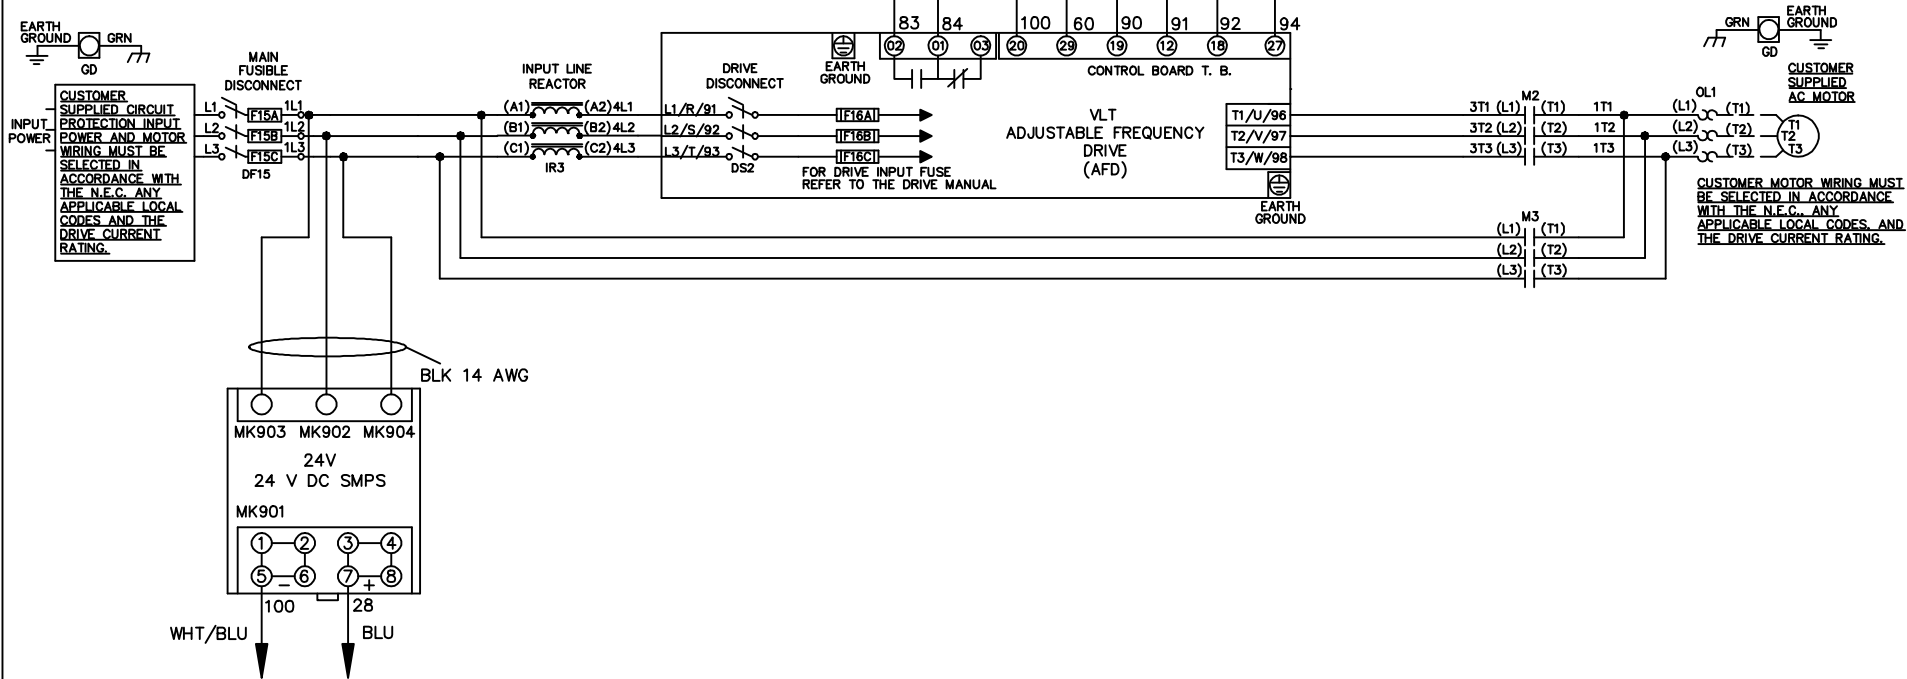 83 84 100 60 90 91 92 94
EARTH
GROUND
GRN
GD
MAIN
FUSIBLE
DISCONNECT
CUSTOMER
SUPPLIED CIRCUIT
PROTECTION INPUT
POWER AND MOTOR
WIRING MUST BE
SELECTED IN
ACCORDANCE WITH
THE N.E.C. ANY
APPLICABLE LOCAL
CODES AND THE
DRIVE CURRENT
RATING.
INPUT
POWER
L1 F15A 1L1
L2 F15B 1L2
L3 F15C 1L3
DF15
INPUT LINE
REACTOR
(A1) (A2) 4L1
(B1) (B2) 4L2
(C1) (C2) 4L3
IR3
L1/R/91
L2/S/92
L3/T/93
DRIVE
DISCONNECT
DS2
EARTH
GROUND
02 01 03 20 29 19 12 18 27
CONTROL BOARD T. B.
F16A
F16B
F16C
FOR DRIVE INPUT FUSE
REFER TO THE DRIVE MANUAL
VLT
ADJUSTABLE FREQUENCY
DRIVE
(AFD)
T1/U/96
T2/V/97
T3/W/98
EARTH
GROUND
M2
3T1 (L1) (T1) 1T1
3T2 (L2) (T2) 1T2
3T3 (L3) (T3) 1T3
M3
(L1) (T1)
(L2) (T2)
(L3) (T3)
GRN
EARTH
GROUND
GD
CUSTOMER
SUPPLIED
AC MOTOR
OL1
(L1) (T1)
(L2) (T2)
(L3) (T3)
T1
T2
T3
CUSTOMER MOTOR WIRING MUST
BE SELECTED IN ACCORDANCE
WITH THE N.E.C., ANY
APPLICABLE LOCAL CODES, AND
THE DRIVE CURRENT RATING.
BLK 14 AWG
MK903 MK902 MK904
24V
24 V DC SMPS
MK901
1 2 3 4
5 6 7 8
− +
100 28
WHT/BLU BLU